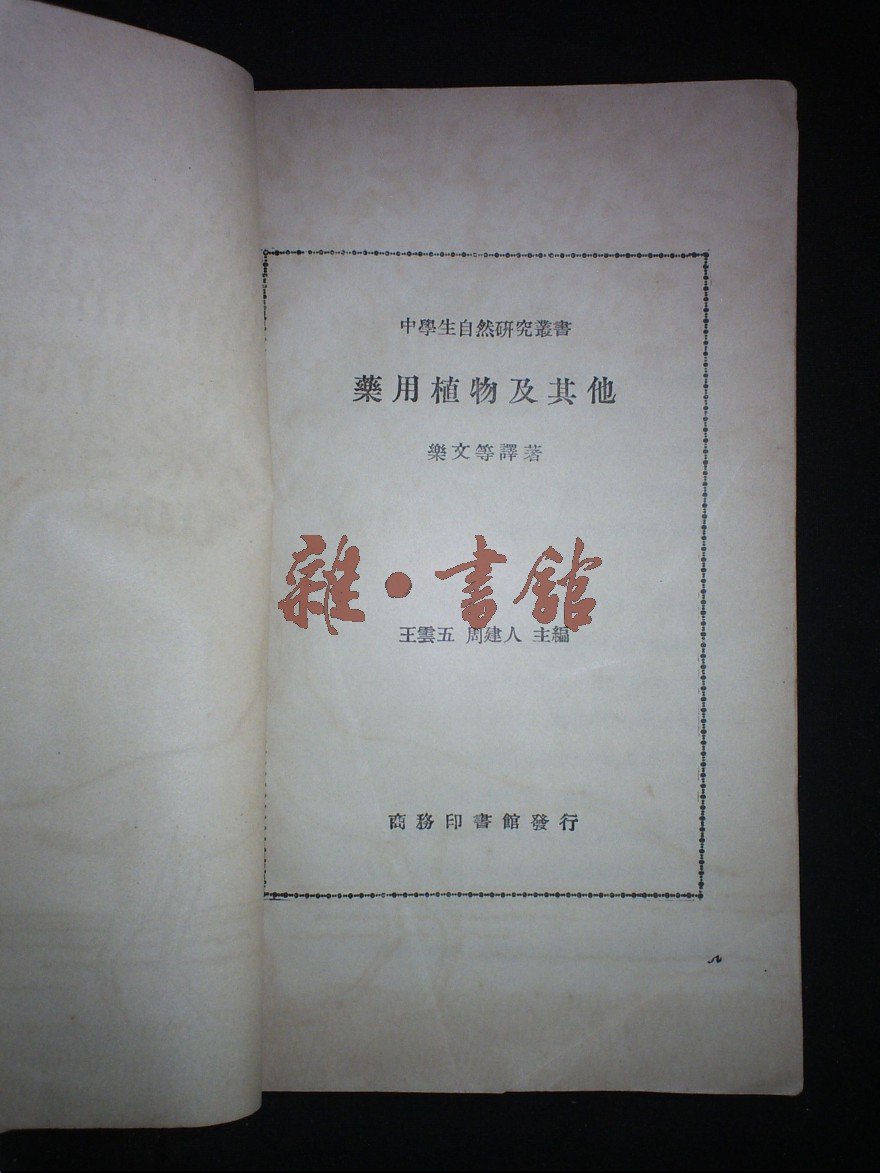 中學生自然研究叢書
藥用植物及其他
樂文等譯著
雜·書館
王雲五 周建人 主編
商務印書館發行